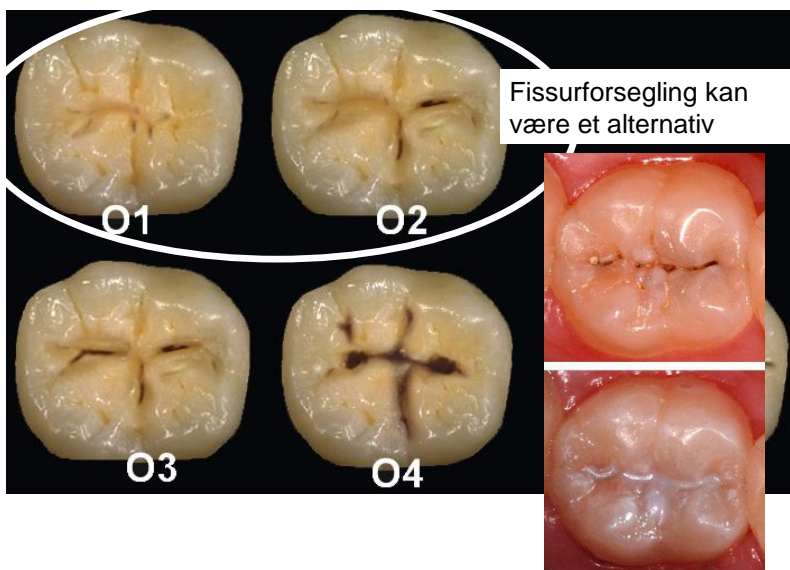 Fissurforsegling kan
være et alternativ
O1
O2
O3
O4